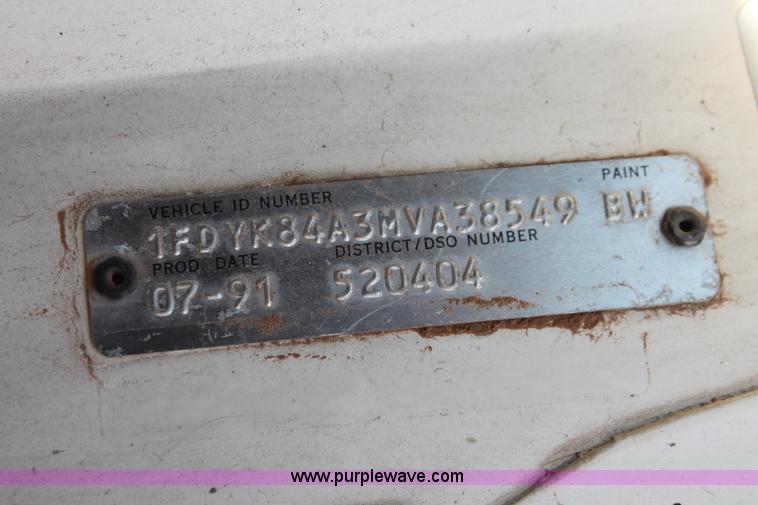 VEHICLE ID NUMBER PAINT
1FDYK84A3MVA38549 BW
PROD. DATE DISTRICT/DSO NUMBER
07-91 520404
www.purplewave.com